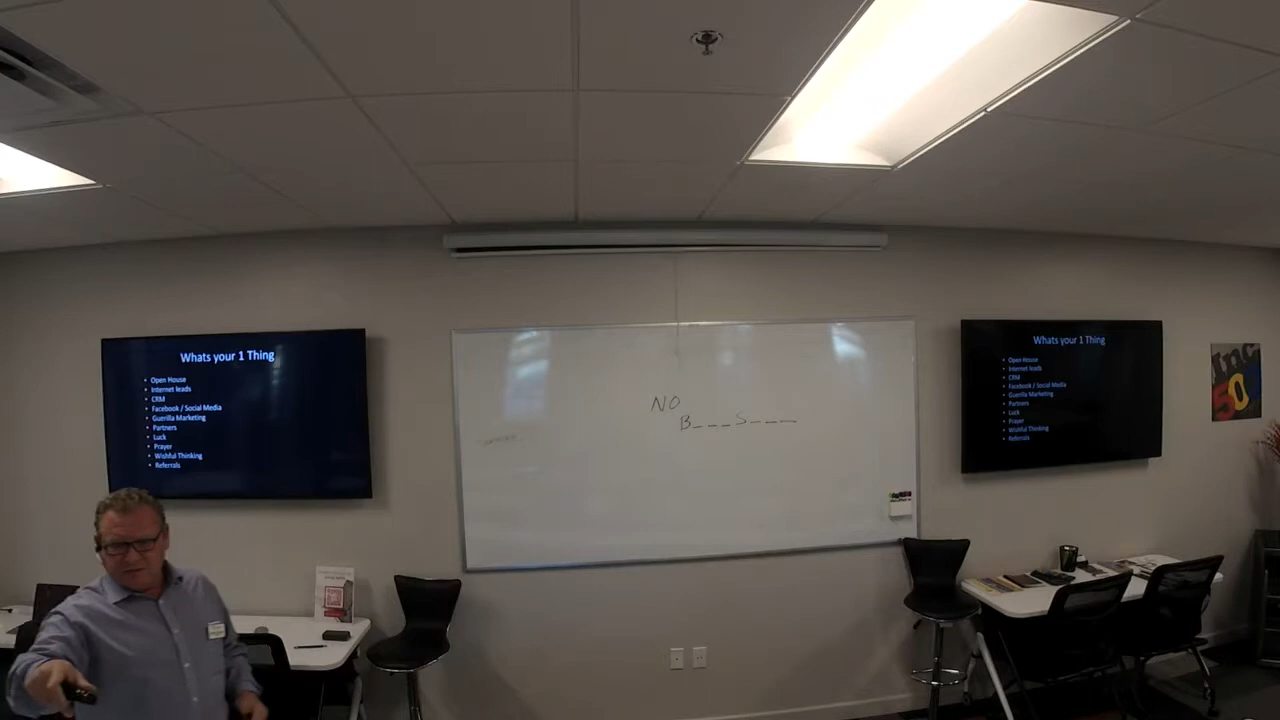 Whats your 1 Thing
• Open House
• Internet leads
• CRM
• Facebook / Social Media
• Guerilla Marketing
• Partners
• Luck
• Prayer
• Wishful Thinking
• Referrals
NO
B___S___
Whats your 1 Thing
• Open House
• Internet leads
• CRM
• Facebook / Social Media
• Guerilla Marketing
• Partners
• Luck
• Prayer
• Wishful Thinking
• Referrals
Inc
500